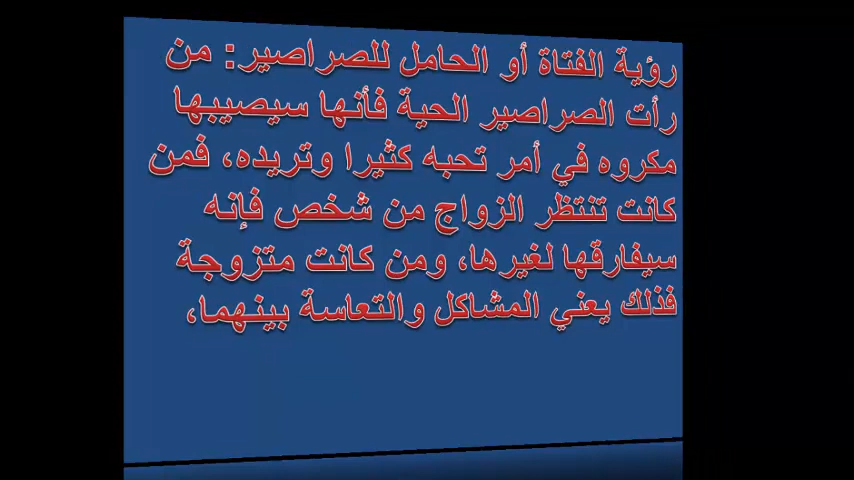 رؤية الفتاة أو الحامل للصراصير: من
رأت الصراصير الحية فأنها سيصيبها
مكروه في أمر تحبه كثيرا وتريده، فمن
كانت تنتظر الزواج من شخص فإنه
سيفارقها لغيرها، ومن كانت متزوجة
فذلك يعني المشاكل والتعاسة بينهما،